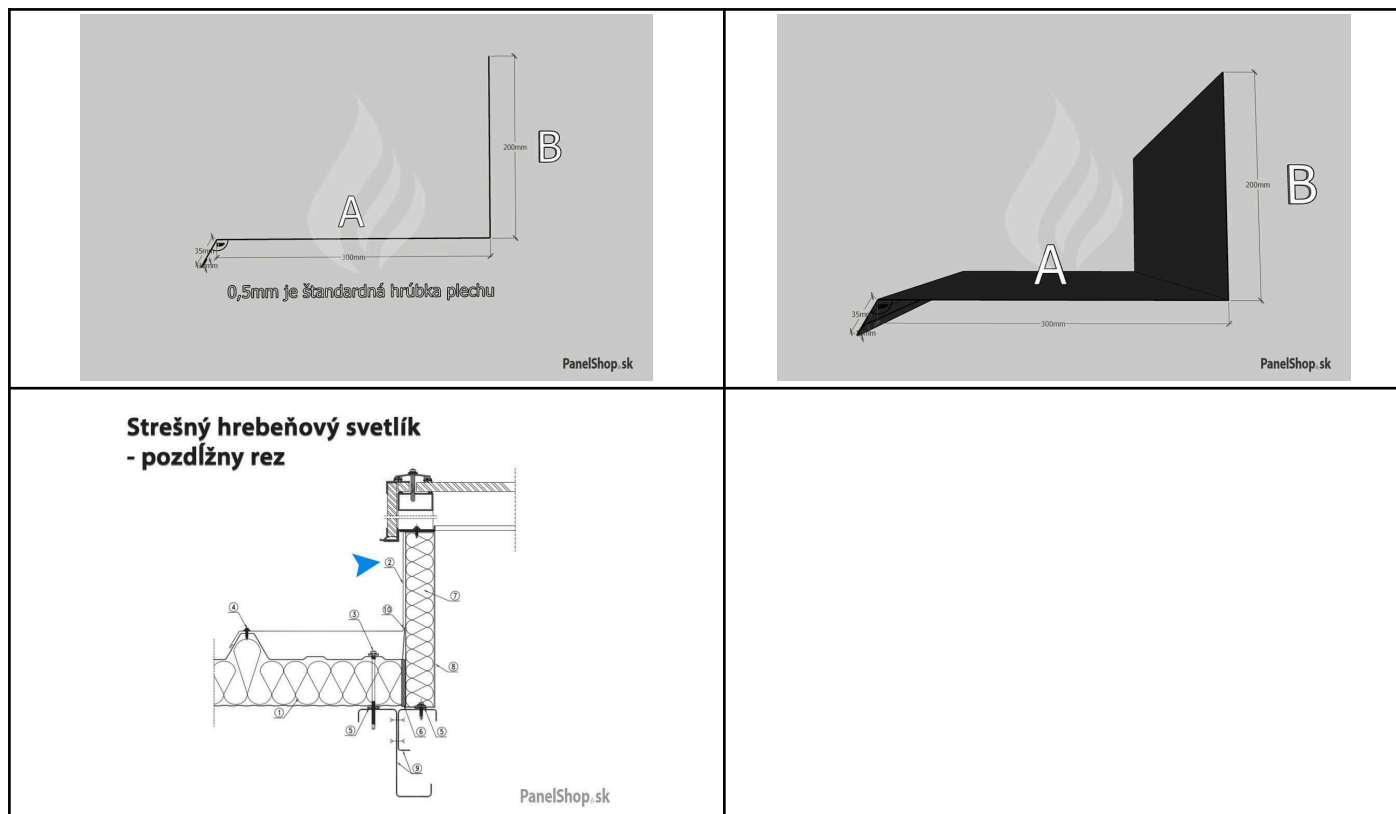 A
B
200mm
35mm
300mm
0,5mm je štandardná hrúbka plechu
PanelShop.sk
A
B
200mm
35mm
300mm
PanelShop.sk
Strešný hrebeňový svetlík
- pozdĺžny rez
2
7
4
3
10
8
1
5
6
5
9
PanelShop.sk